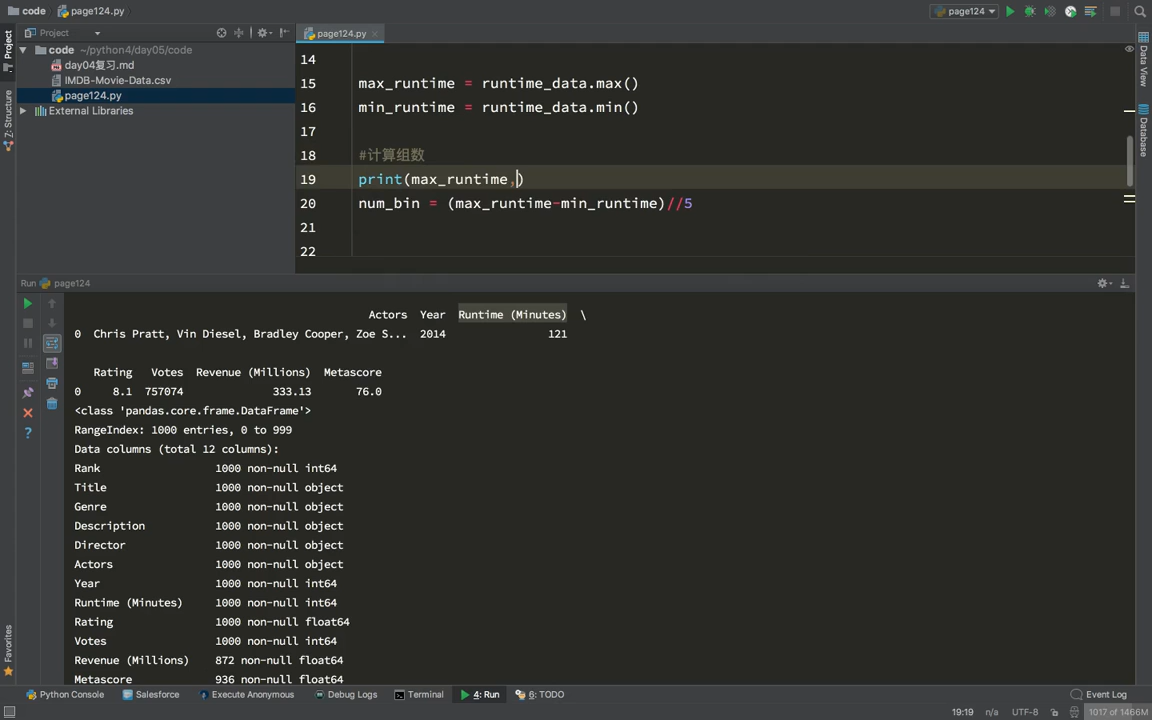 code page124.py
page124
Project
page124.py
code ~/python4/day05/code
day04复习.md
IMDB-Movie-Data.csv
page124.py
External Libraries
1: Project
7: Structure
Favorites
Data View
Database
14
15 max_runtime = runtime_data.max()
16 min_runtime = runtime_data.min()
17
18 #计算组数
19 print(max_runtime,)
20 num_bin = (max_runtime-min_runtime)//5
21
22
Run page124
Actors Year Runtime (Minutes) \
0 Chris Pratt, Vin Diesel, Bradley Cooper, Zoe S... 2014 121
Rating Votes Revenue (Millions) Metascore
0 8.1 757074 333.13 76.0
<class 'pandas.core.frame.DataFrame'>
RangeIndex: 1000 entries, 0 to 999
Data columns (total 12 columns):
Rank 1000 non-null int64
Title 1000 non-null object
Genre 1000 non-null object
Description 1000 non-null object
Director 1000 non-null object
Actors 1000 non-null object
Year 1000 non-null int64
Runtime (Minutes) 1000 non-null int64
Rating 1000 non-null float64
Votes 1000 non-null int64
Revenue (Millions) 872 non-null float64
Metascore 936 non-null float64
Python Console Salesforce Execute Anonymous Debug Logs Terminal 4: Run 6: TODO Event Log
19:19 n/a UTF-8 1017 of 1466M